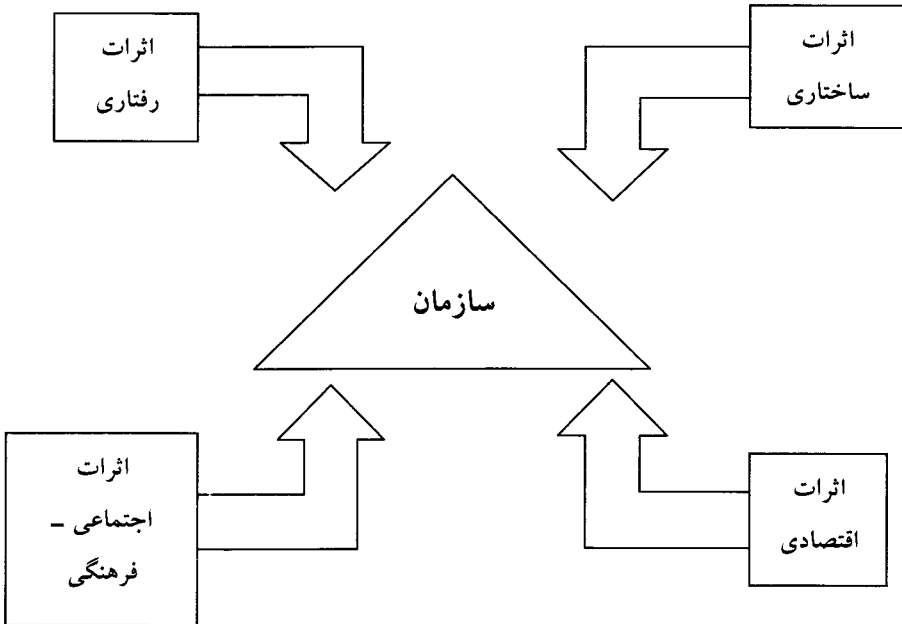 اثرات
ساختاری
اثرات
رفتاری
سازمان
اثرات
اقتصادی
اثرات
اجتماعی –
فرهنگی